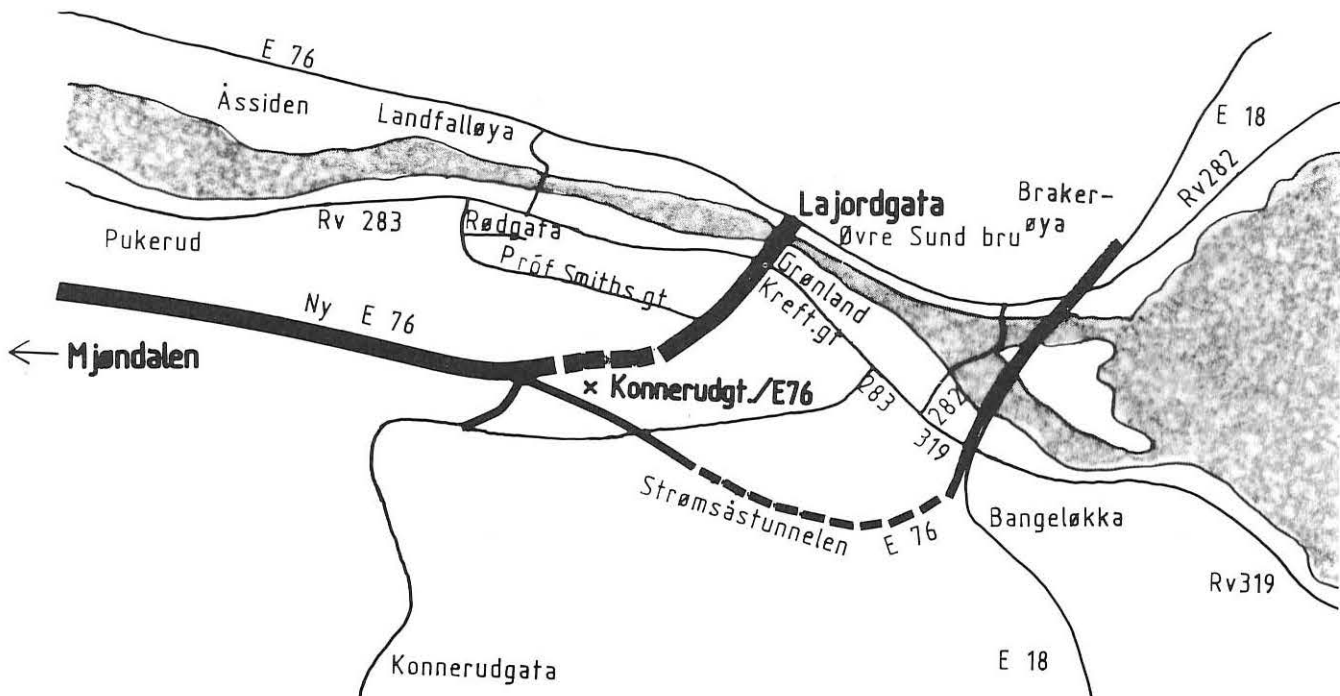 E 76
Åssiden
Landfalløya
E 18
Rv282
Braker-
øya
Lajordgata
Øvre Sund bru
Rv 283
Rødgata
Pukerud
Prof Smiths gt
Grønland
Kreft.gt
Ny E 76
← Mjøndalen
× Konnerudgt./E76
283
282
319
Strømsåstunnelen
E 76
Bangeløkka
Rv319
E 18
Konnerudgata